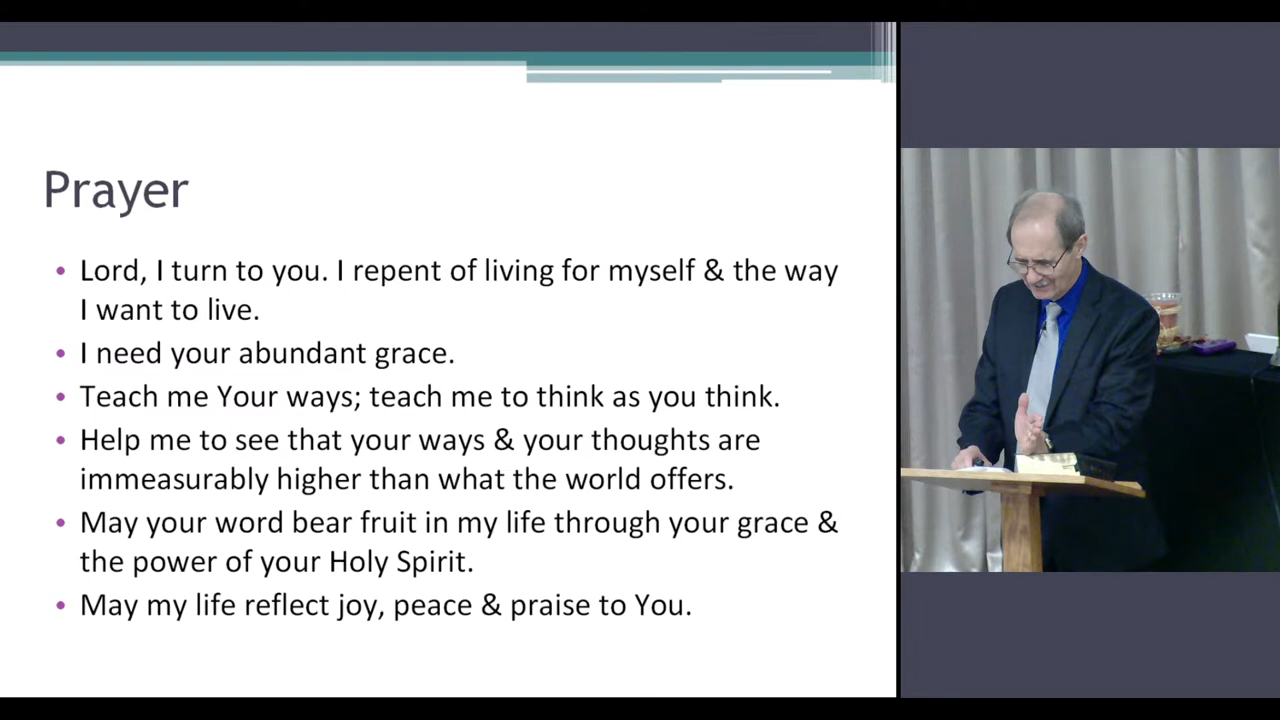 Prayer
• Lord, I turn to you. I repent of living for myself & the way
I want to live.
• I need your abundant grace.
• Teach me Your ways; teach me to think as you think.
• Help me to see that your ways & your thoughts are
immeasurably higher than what the world offers.
• May your word bear fruit in my life through your grace &
the power of your Holy Spirit.
• May my life reflect joy, peace & praise to You.